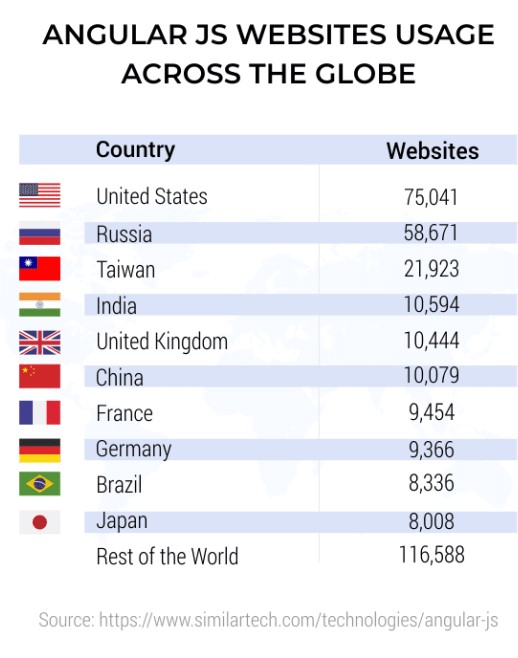 ANGULAR JS WEBSITES USAGE
ACROSS THE GLOBE
Country Websites
United States 75,041
Russia 58,671
Taiwan 21,923
India 10,594
United Kingdom 10,444
China 10,079
France 9,454
Germany 9,366
Brazil 8,336
Japan 8,008
Rest of the World 116,588
Source: https://www.similartech.com/technologies/angular-js